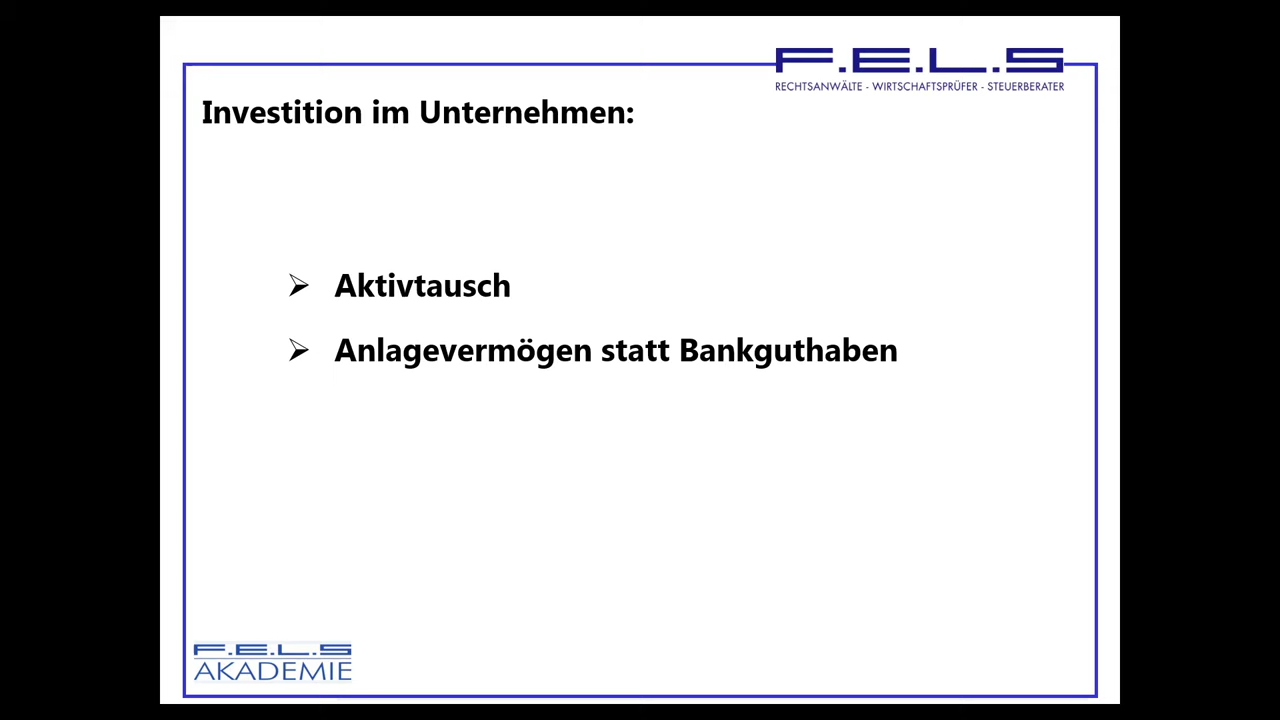 F.E.L.S
RECHTSANWÄLTE - WIRTSCHAFTSPRÜFER - STEUERBERATER
Investition im Unternehmen:
➢ Aktivtausch
➢ Anlagevermögen statt Bankguthaben
F.E.L.S
AKADEMIE